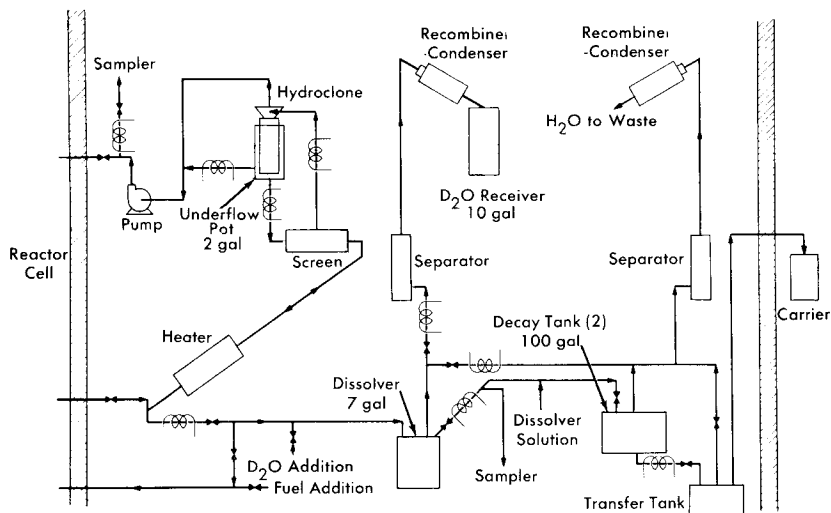 Sampler
Hydroclone
Recombiner
-Condenser
Recombiner
-Condenser
H2O to Waste
D2O Receiver
10 gal
Pump
Underflow
Pot
2 gal
Screen
Reactor
Cell
Separator
Separator
Carrier
Heater
Decay Tank (2)
100 gal
Dissolver
7 gal
Dissolver
Solution
D2O Addition
Fuel Addition
Sampler
Transfer Tank